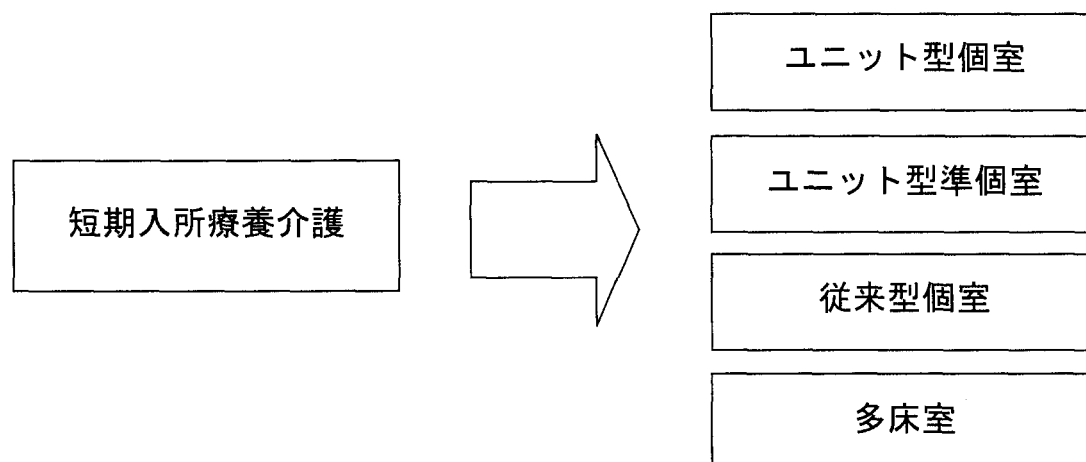 短期入所療養介護
ユニット型個室
ユニット型準個室
従来型個室
多床室